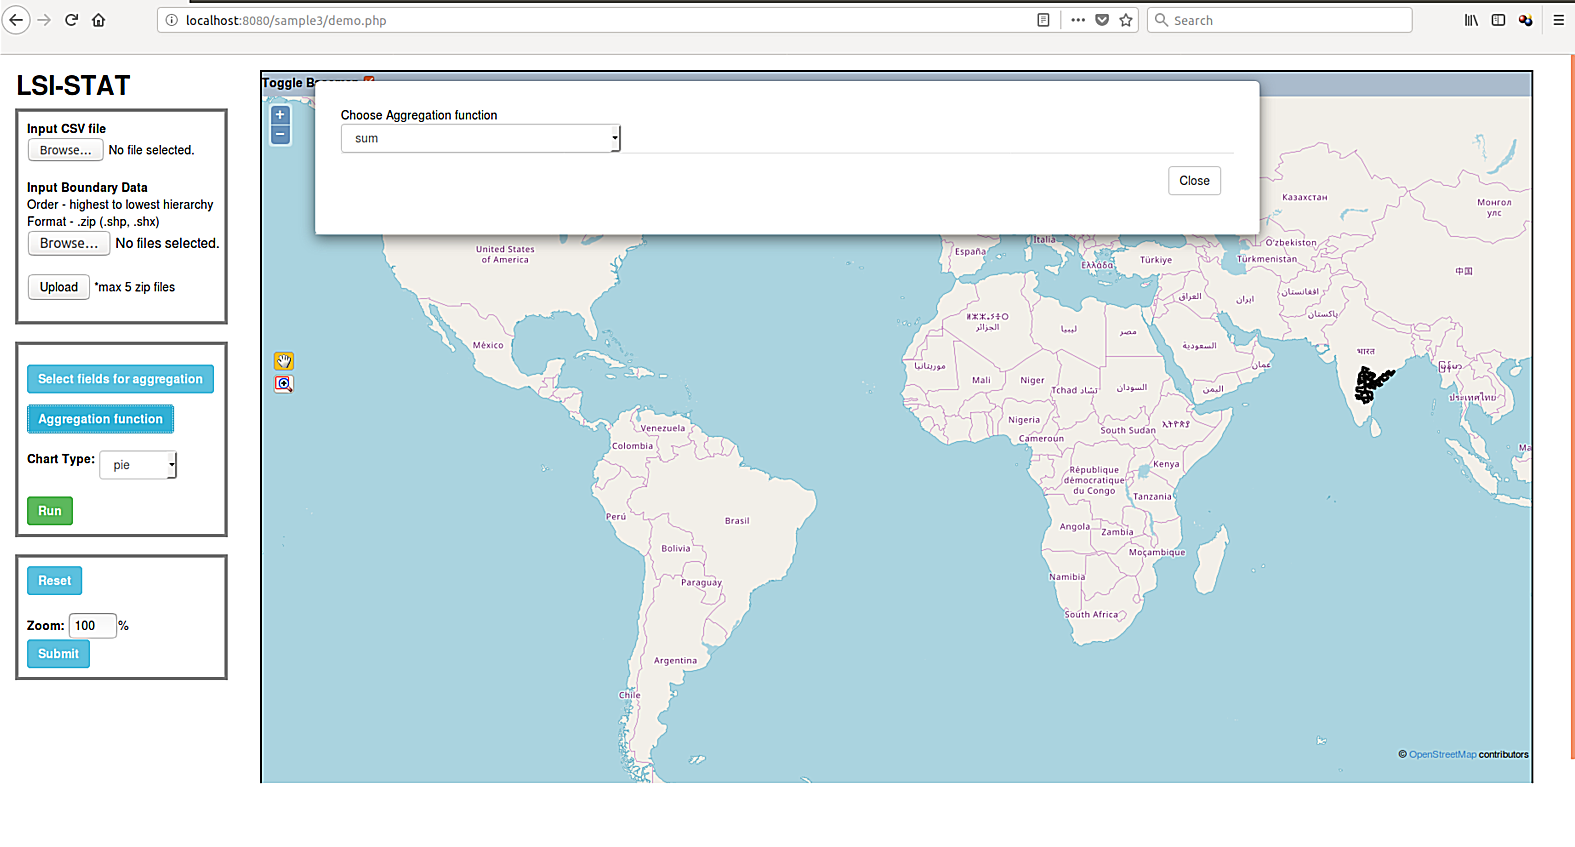 localhost:8080/sample3/demo.php
Search
LSI-STAT
Input CSV file
Browse... No file selected.
Input Boundary Data
Order - highest to lowest hierarchy
Format - .zip (.shp, .shx)
Browse... No files selected.
Upload *max 5 zip files
Select fields for aggregation
Aggregation function
Chart Type: pie
Run
Reset
Zoom: 100 %
Submit
Toggle
Choose Aggregation function
sum
Close
+
−
United States
of America
México
Venezuela
Colombia
Perú
Brasil
Bolivia
Paraguay
Argentina
Chile
España
Italia
Ελλάδα
Türkiye
Казахстан
Монгол
улс
O'zbekiston
Türkmenistan
中国
افغانستان
ایران
العراق
پاکستان
ⵍⵣⵣⴰⵢⴻⵔ
الجزائر
ليبيا
مصر
السعودية
عمان
اليمن
موريتانيا
Mali
Niger
Tchad تشاد
السودان
Nigeria
Cameroun
South Sudan
Kenya
République
démocratique
du Congo
Tanzania
Angola
Zambia
Moçambique
Namibia
South Africa
भारत
ประเทศไทย
Ma
© OpenStreetMap contributors